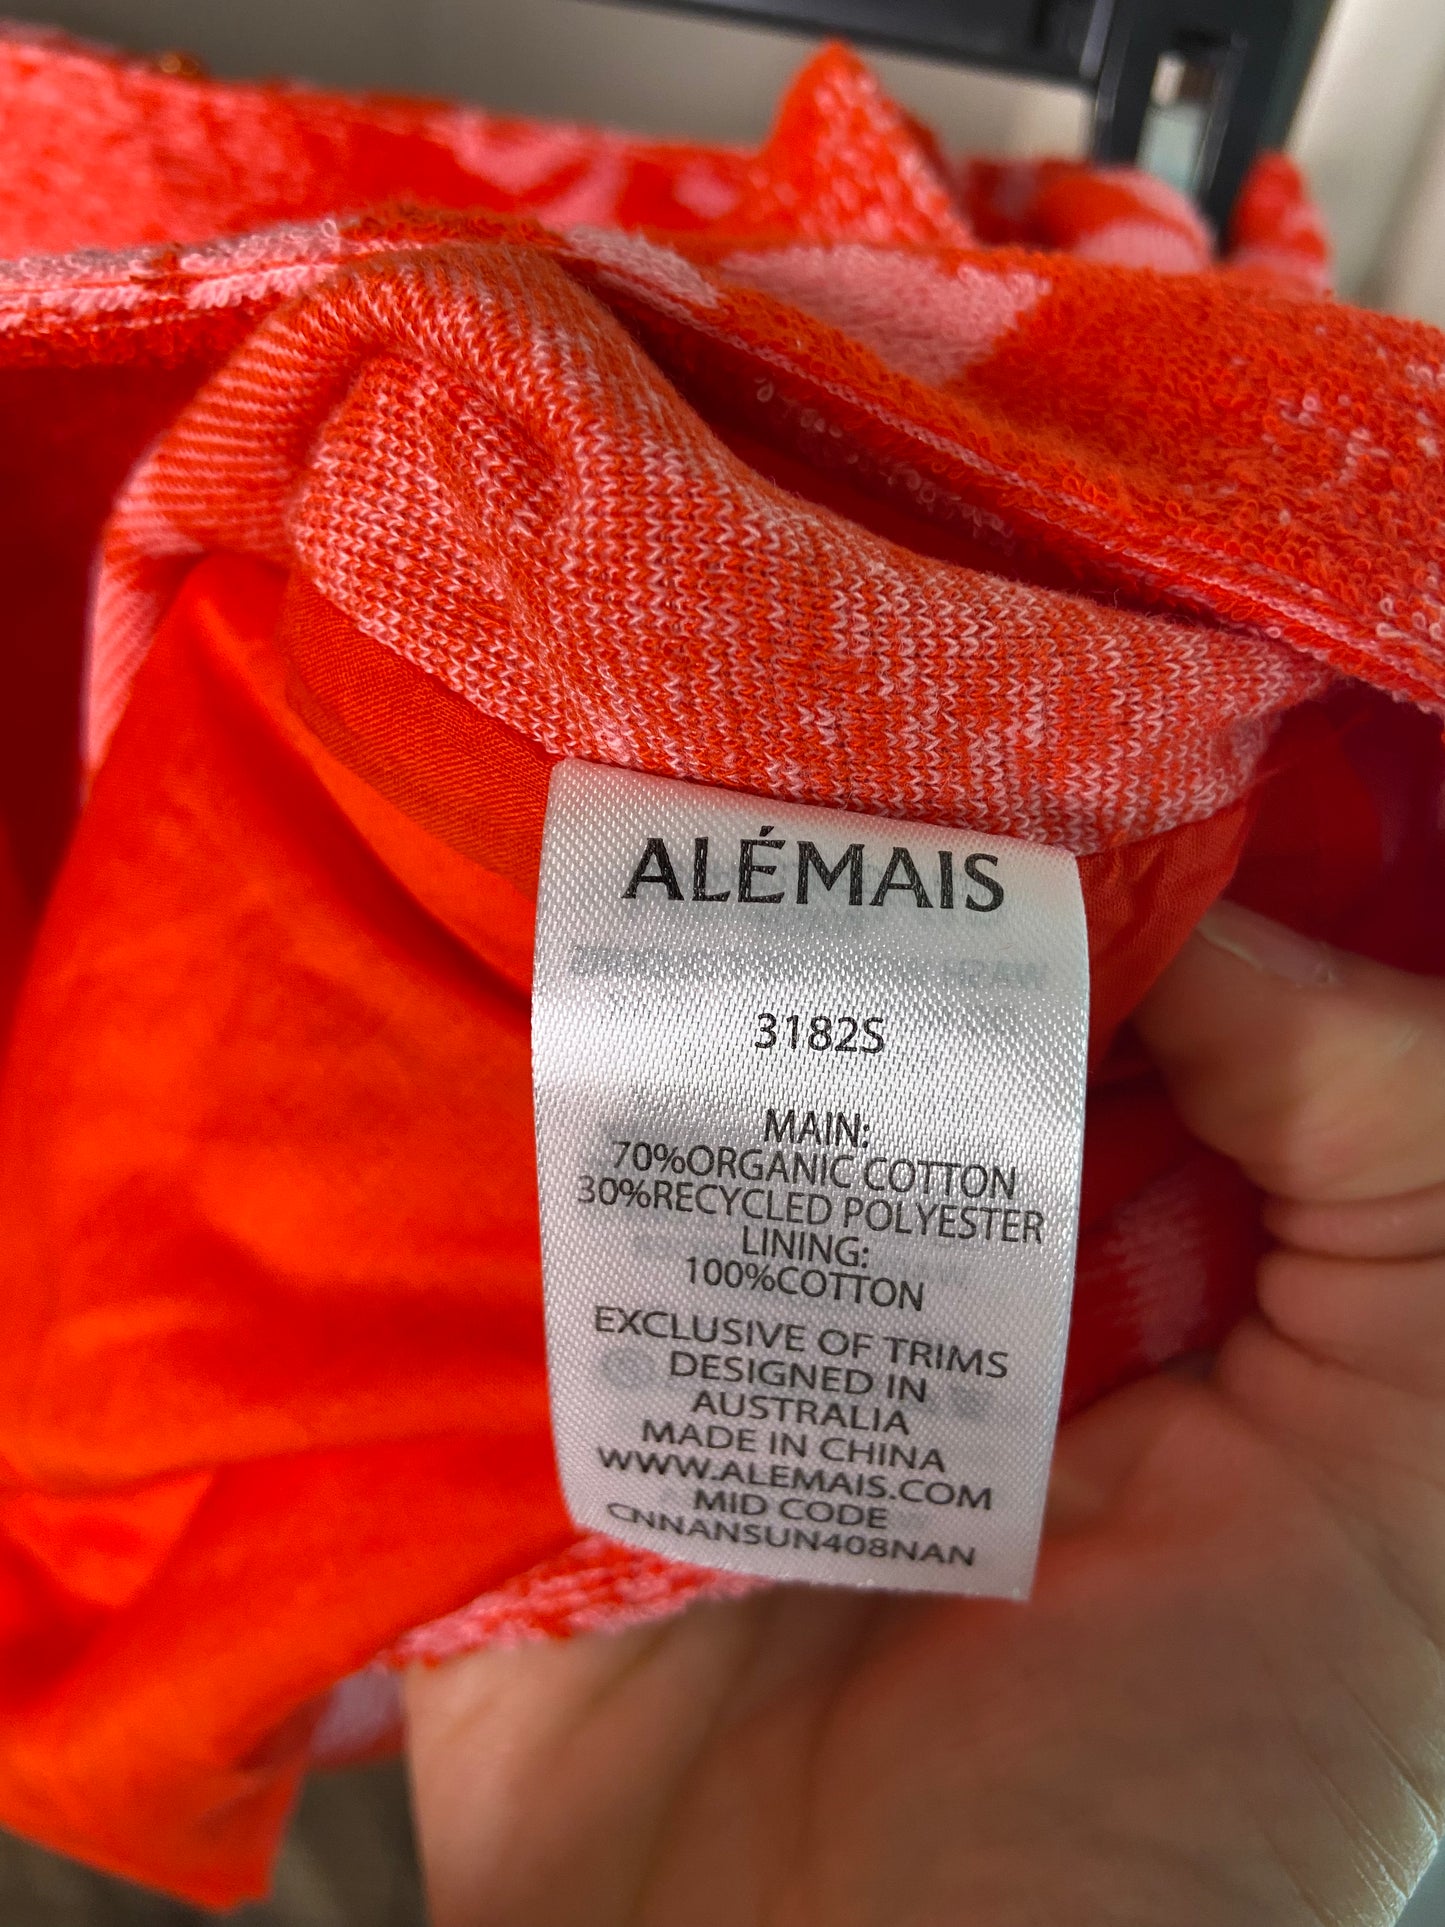 ALÉMAIS
3182S
MAIN:
70%ORGANIC COTTON
30%RECYCLED POLYESTER
LINING:
100%COTTON
EXCLUSIVE OF TRIMS
DESIGNED IN
AUSTRALIA
MADE IN CHINA
WWW.ALEMAIS.COM
MID CODE
CNNANSUN408NAN